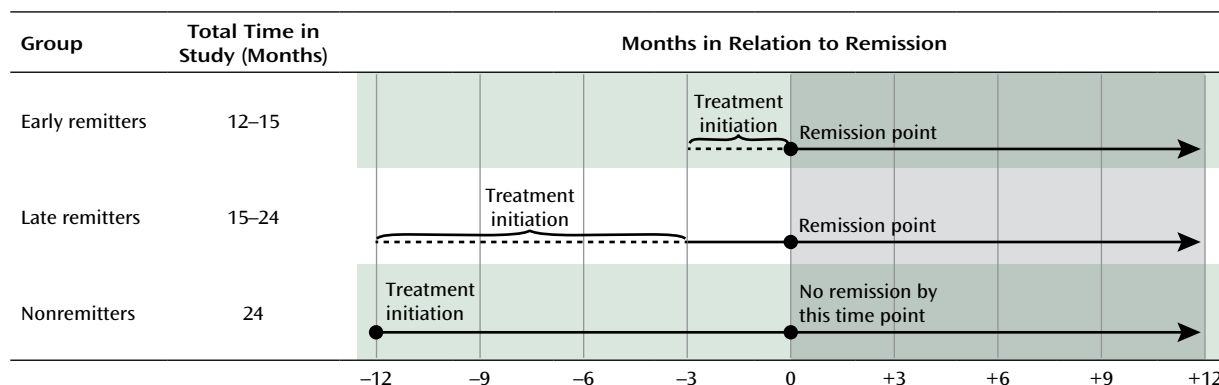 Group
Total Time in
Study (Months)
Months in Relation to Remission
Early remitters
12–15
Treatment
initiation
Remission point
Late remitters
15–24
Treatment
initiation
Remission point
Nonremitters
24
Treatment
initiation
No remission by
this time point
–12 –9 –6 –3 0 +3 +6 +9 +12